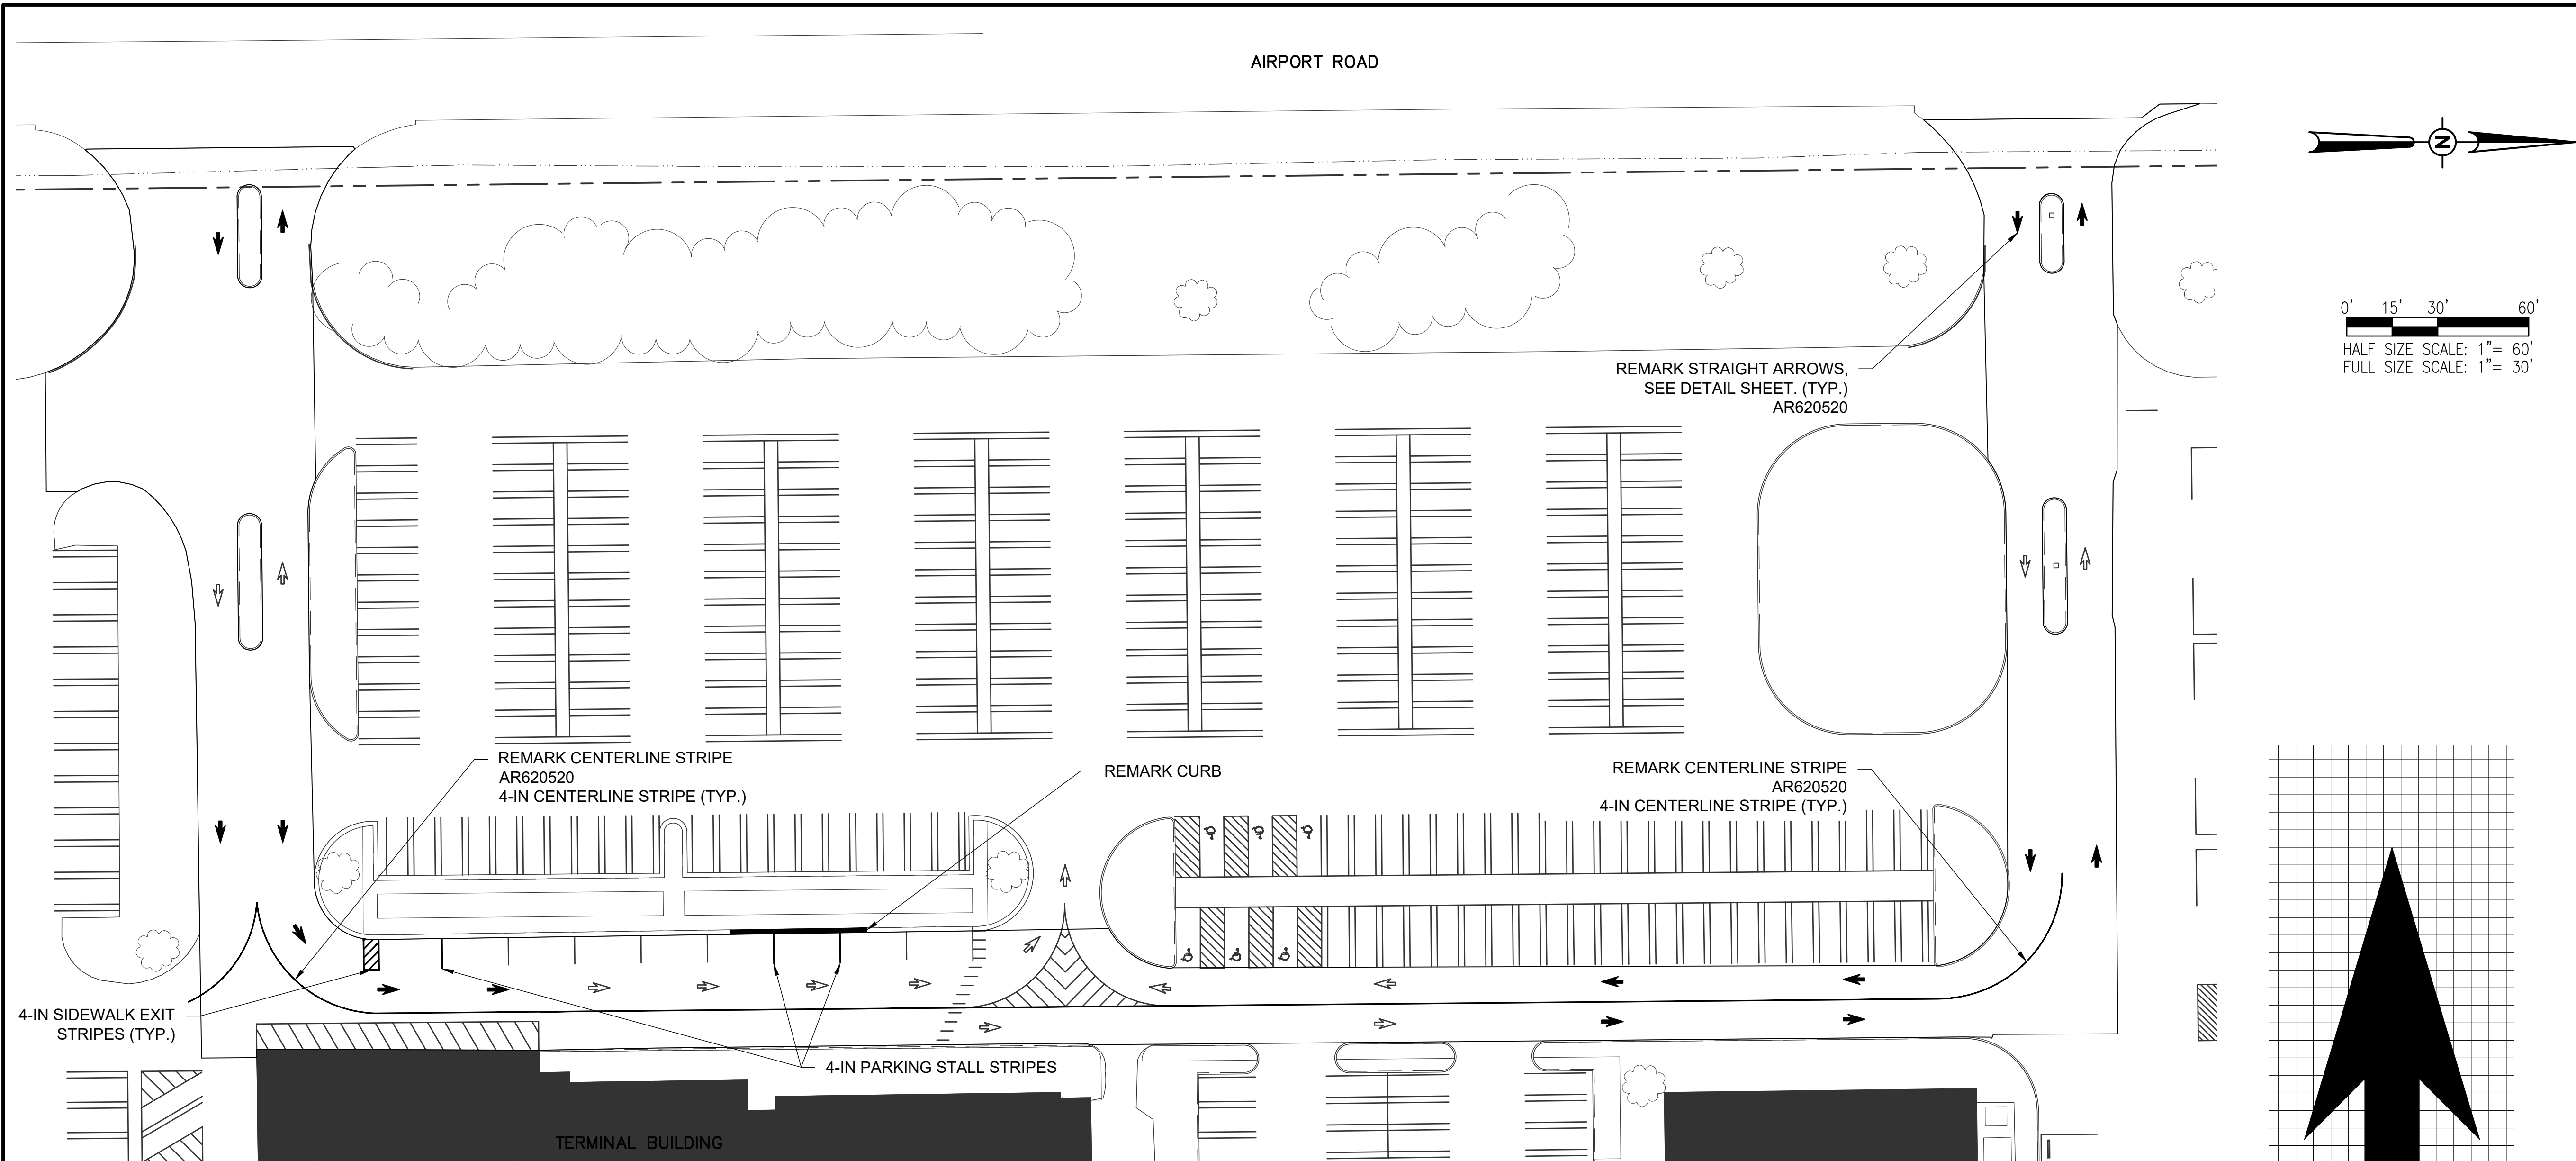 AIRPORT ROAD
N
0' 15' 30' 60'
HALF SIZE SCALE: 1"= 60'
FULL SIZE SCALE: 1"= 30'
REMARK STRAIGHT ARROWS,
SEE DETAIL SHEET. (TYP.)
AR620520
REMARK CENTERLINE STRIPE
AR620520
4-IN CENTERLINE STRIPE (TYP.)
REMARK CURB
REMARK CENTERLINE STRIPE
AR620520
4-IN CENTERLINE STRIPE (TYP.)
4-IN SIDEWALK EXIT
STRIPES (TYP.)
4-IN PARKING STALL STRIPES
TERMINAL BUILDING